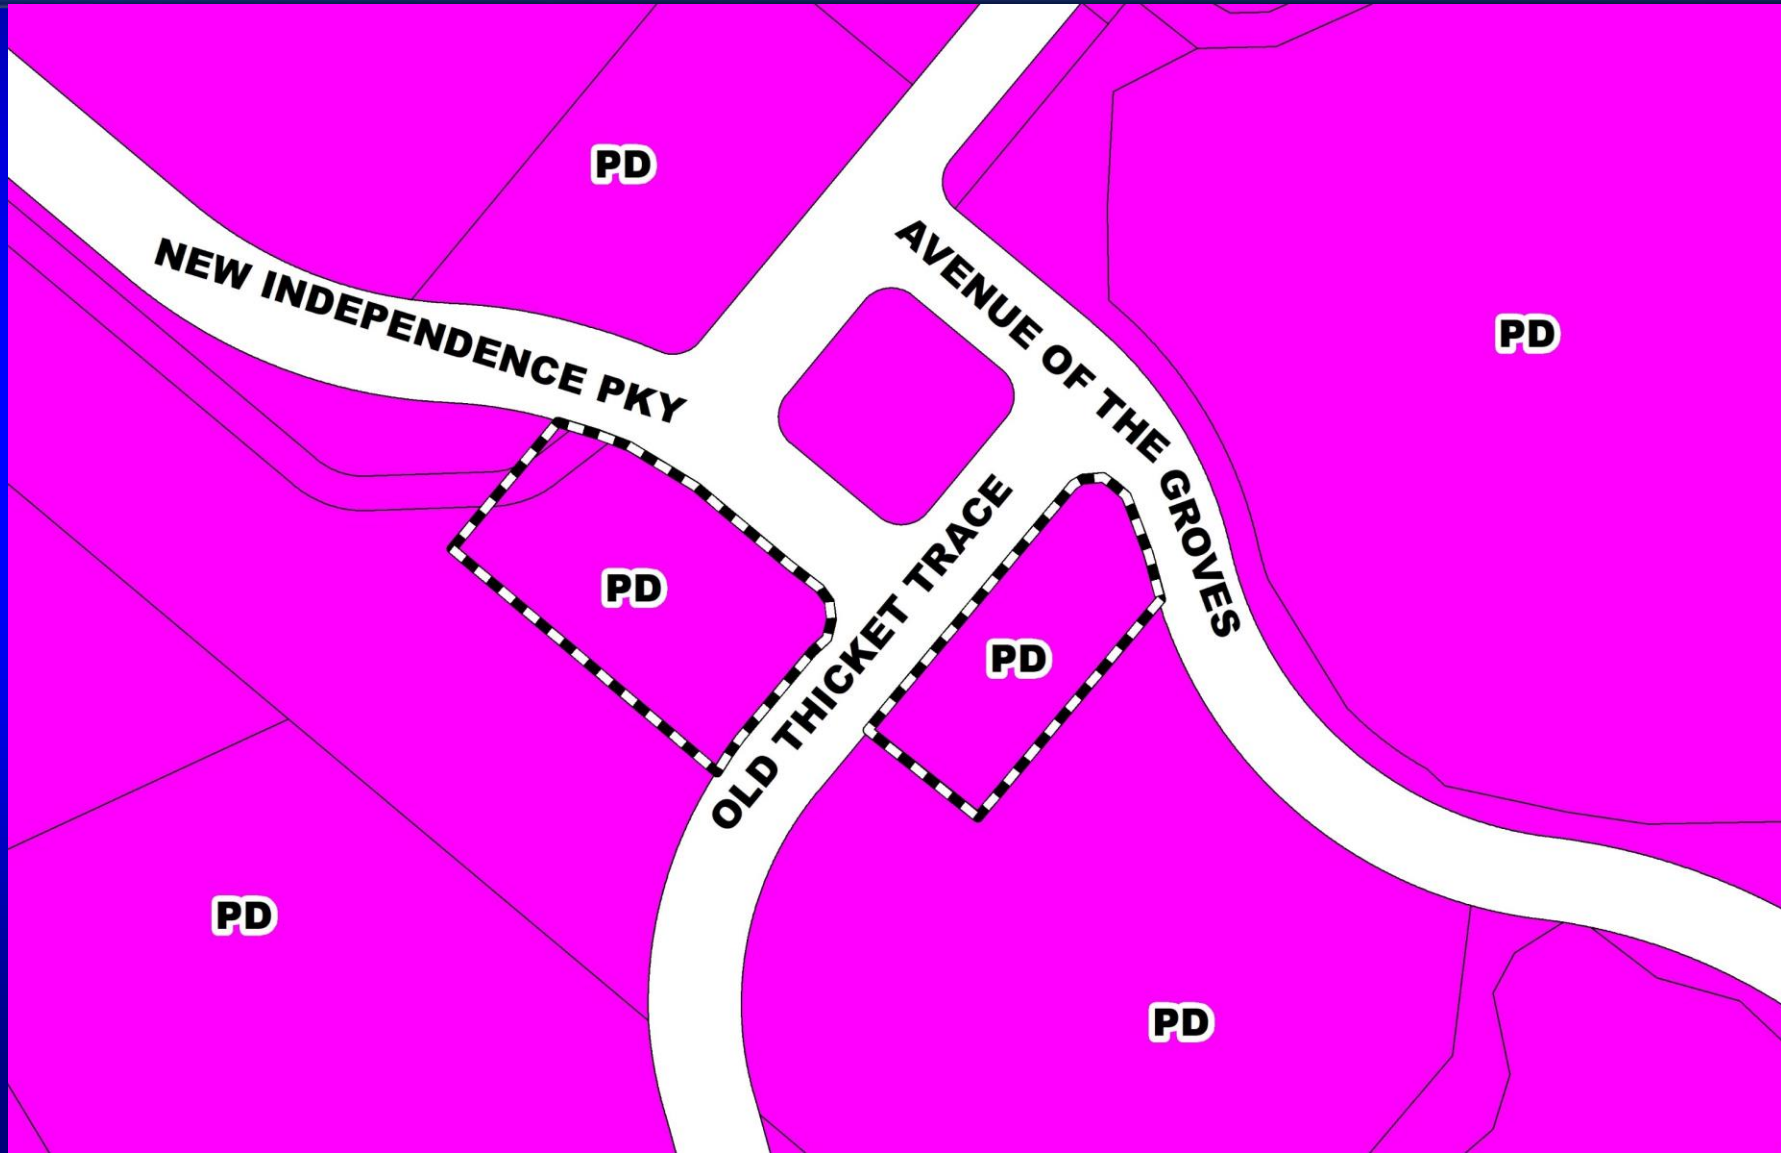 PD
AVENUE OF THE GROVES
NEW INDEPENDENCE PKY
PD
OLD THICKET TRACE
PD
PD
PD
PD